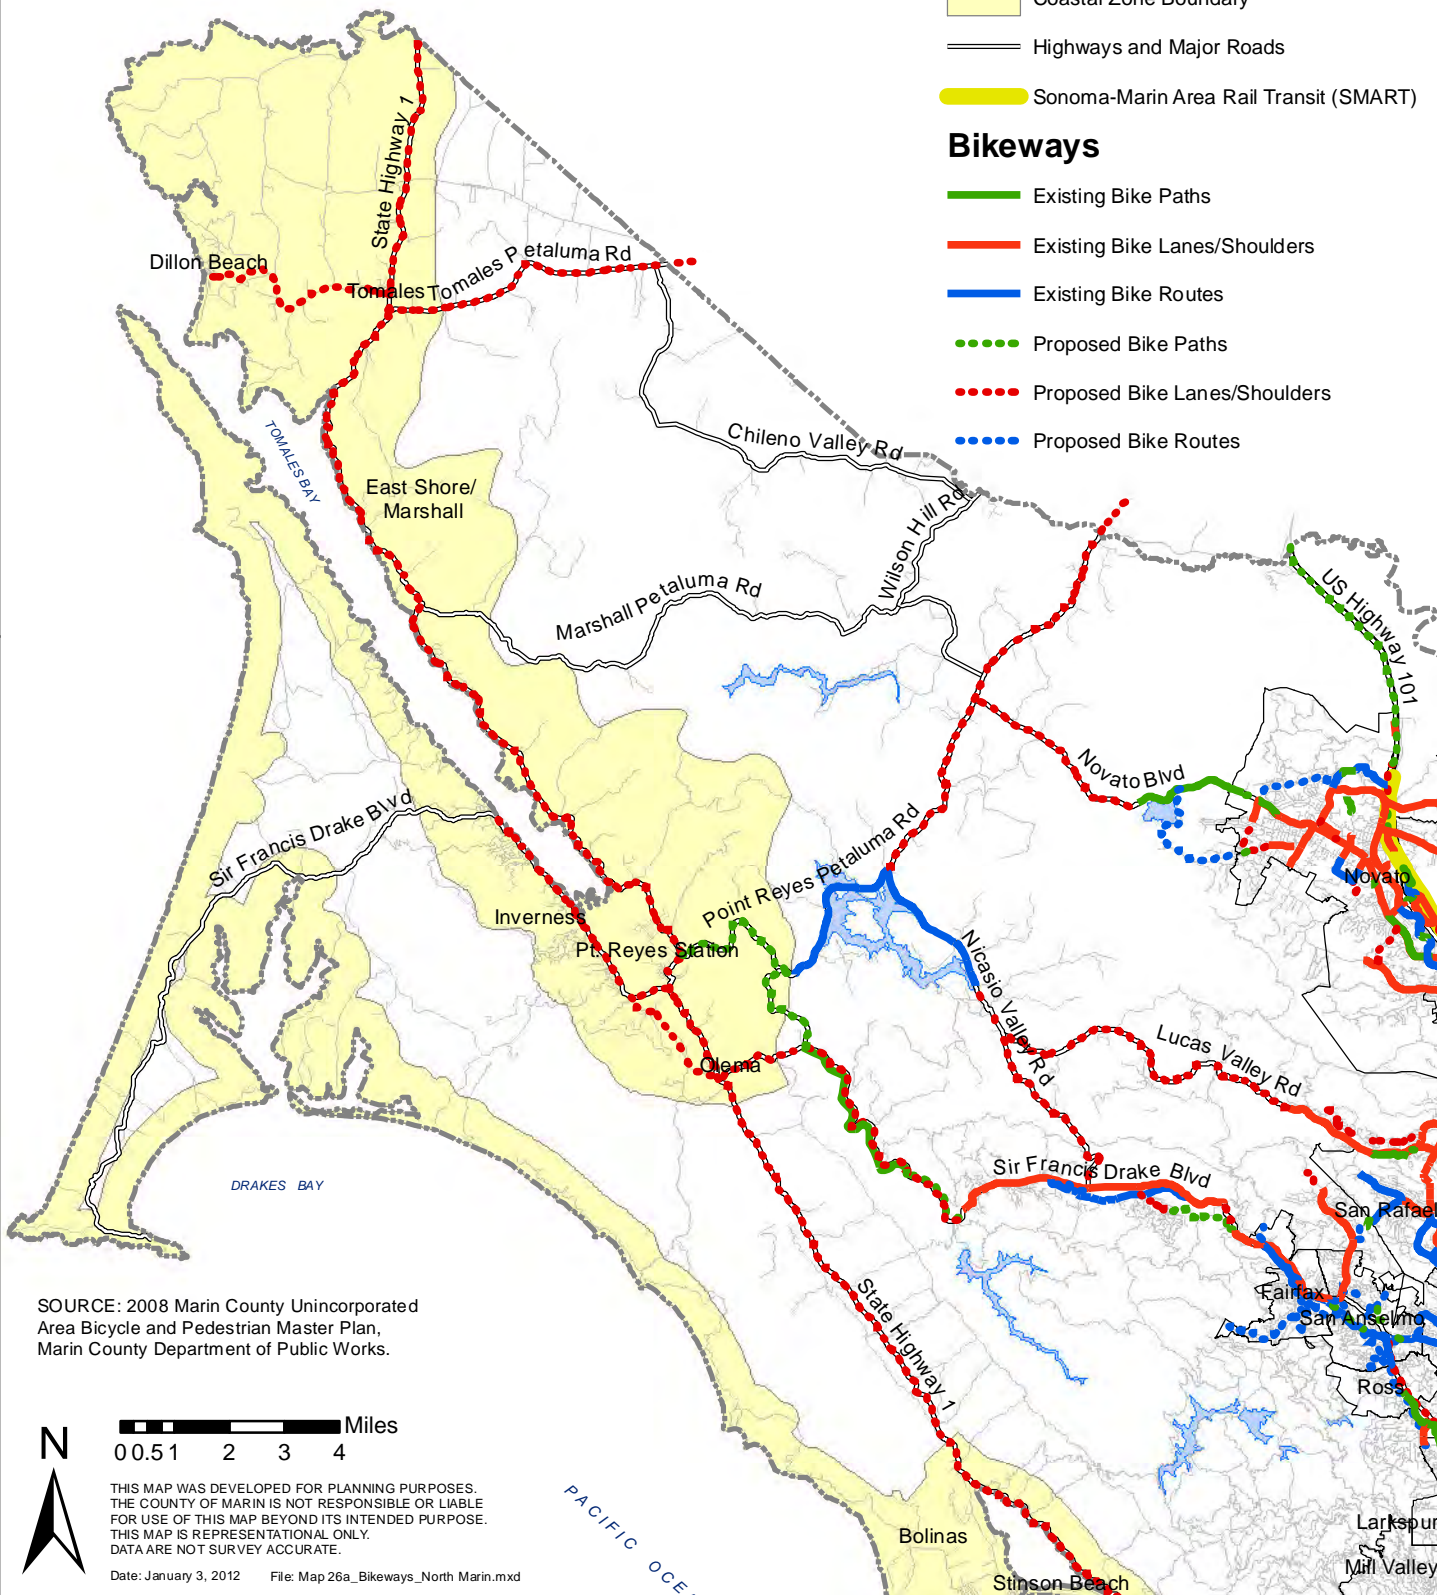 Coastal Zone Boundary
Highways and Major Roads
Sonoma-Marin Area Rail Transit (SMART)
Bikeways
Existing Bike Paths
Existing Bike Lanes/Shoulders
Existing Bike Routes
Proposed Bike Paths
Proposed Bike Lanes/Shoulders
Proposed Bike Routes
State Highway 1
Dillon Beach
Tomales
Tomales Petaluma Rd
TOMALES BAY
Chileno Valley Rd
East Shore/
Marshall
Wilson Hill Rd
Marshall Petaluma Rd
US Highway 101
Novato Blvd
Sir Francis Drake Blvd
Point Reyes Petaluma Rd
Novato
Inverness
Pt. Reyes Station
Nicasio Valley Rd
Lucas Valley Rd
Olema
Sir Francis Drake Blvd
DRAKES BAY
San Rafael
State Highway 1
Fairfax
San Anselmo
Ross
SOURCE: 2008 Marin County Unincorporated
Area Bicycle and Pedestrian Master Plan,
Marin County Department of Public Works.
N
Miles
0 0.5 1 2 3 4
THIS MAP WAS DEVELOPED FOR PLANNING PURPOSES.
THE COUNTY OF MARIN IS NOT RESPONSIBLE OR LIABLE
FOR USE OF THIS MAP BEYOND ITS INTENDED PURPOSE.
THIS MAP IS REPRESENTATIONAL ONLY.
DATA ARE NOT SURVEY ACCURATE.
Date: January 3, 2012 File: Map 26a_Bikeways_North Marin.mxd
PACIFIC OCE
Bolinas
Larkspur
Mill Valley
Stinson Beach